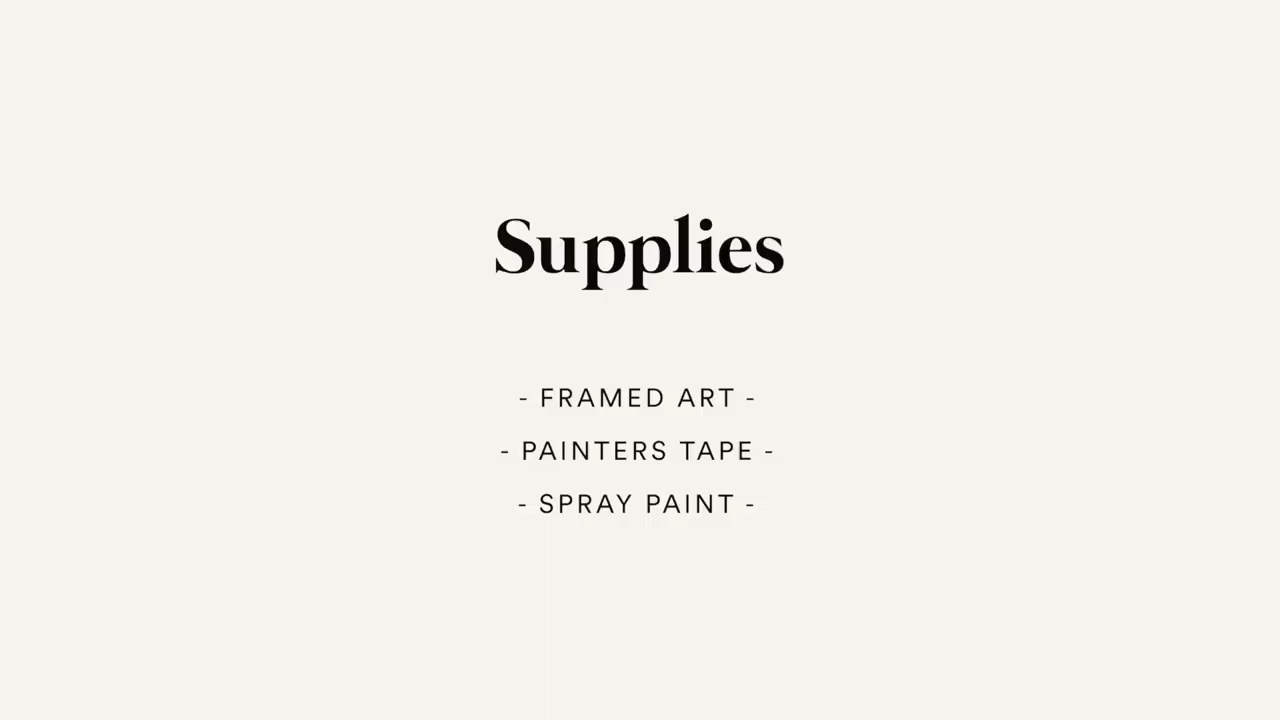 Supplies
- FRAMED ART -
- PAINTERS TAPE -
- SPRAY PAINT -